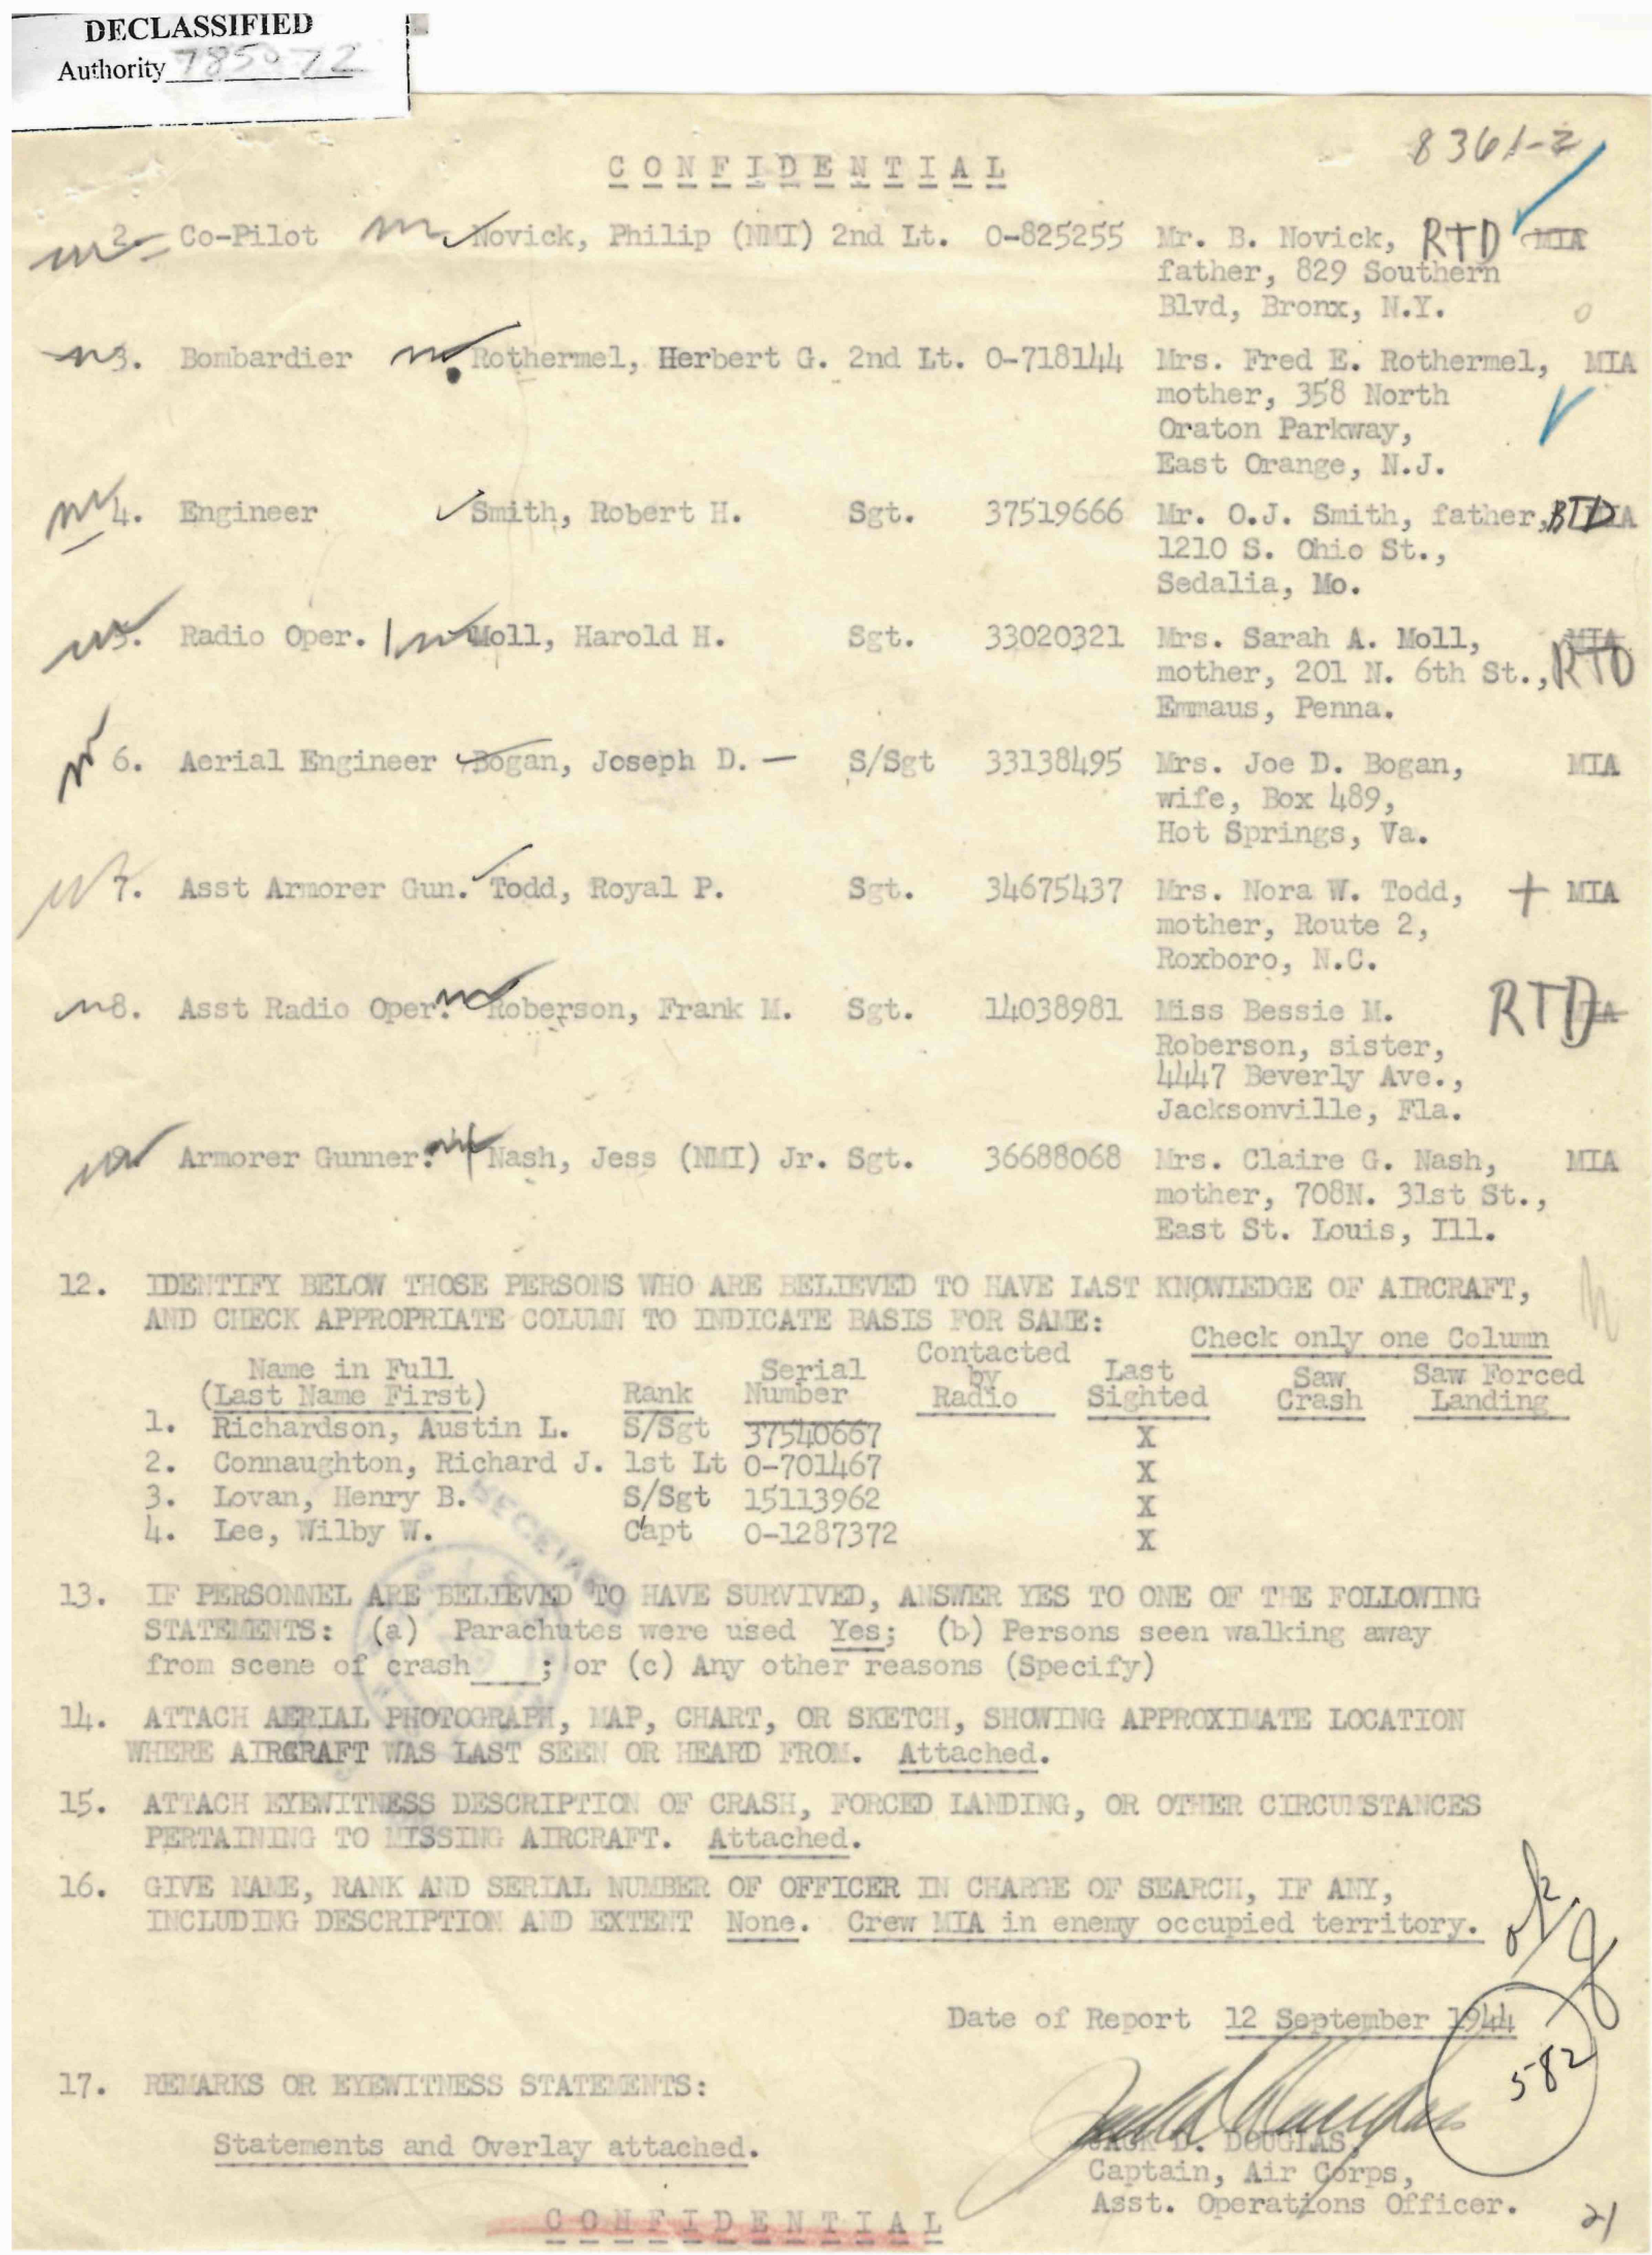 DECLASSIFIED
Authority 785072
8361-2
CONFIDENTIAL
2. Co-Pilot Novick, Philip (NMI) 2nd Lt. O-825255 Mr. B. Novick, RTD MIA
father, 829 Southern
Blvd, Bronx, N.Y.
3. Bombardier Rothermel, Herbert G. 2nd Lt. O-718144 Mrs. Fred E. Rothermel, MIA
mother, 358 North
Oraton Parkway,
East Orange, N.J.
4. Engineer Smith, Robert H. Sgt. 37519666 Mr. O.J. Smith, father, RTD
1210 S. Ohio St.,
Sedalia, Mo.
5. Radio Oper. Moll, Harold H. Sgt. 33020321 Mrs. Sarah A. Moll, MIA
mother, 201 N. 6th St., RTD
Emmaus, Penna.
6. Aerial Engineer Bogan, Joseph D. — S/Sgt 33138495 Mrs. Joe D. Bogan, MIA
wife, Box 489,
Hot Springs, Va.
7. Asst Armorer Gun. Todd, Royal P. Sgt. 34675437 Mrs. Nora W. Todd, + MIA
mother, Route 2,
Roxboro, N.C.
8. Asst Radio Oper. Roberson, Frank M. Sgt. 14038981 Miss Bessie M. RTD
Roberson, sister,
4447 Beverly Ave.,
Jacksonville, Fla.
Armorer Gunner. Nash, Jess (NMI) Jr. Sgt. 36688068 Mrs. Claire G. Nash, MIA
mother, 708N. 31st St.,
East St. Louis, Ill.
12. IDENTIFY BELOW THOSE PERSONS WHO ARE BELIEVED TO HAVE LAST KNOWLEDGE OF AIRCRAFT,
AND CHECK APPROPRIATE COLUMN TO INDICATE BASIS FOR SAME:
Check only one Column
Name in Full Serial Contacted by Last Saw Saw Forced
(Last Name First) Rank Number Radio Sighted Crash Landing
1. Richardson, Austin L. S/Sgt 37540667 X
2. Connaughton, Richard J. 1st Lt O-701467 X
3. Lovan, Henry B. S/Sgt 15113962 X
4. Lee, Wilby W. Capt O-1287372 X
RECEIVED
13. IF PERSONNEL ARE BELIEVED TO HAVE SURVIVED, ANSWER YES TO ONE OF THE FOLLOWING
STATEMENTS: (a) Parachutes were used Yes; (b) Persons seen walking away
from scene of crash ___; or (c) Any other reasons (Specify)
14. ATTACH AERIAL PHOTOGRAPH, MAP, CHART, OR SKETCH, SHOWING APPROXIMATE LOCATION
WHERE AIRCRAFT WAS LAST SEEN OR HEARD FROM. Attached.
15. ATTACH EYEWITNESS DESCRIPTION OF CRASH, FORCED LANDING, OR OTHER CIRCUMSTANCES
PERTAINING TO MISSING AIRCRAFT. Attached.
16. GIVE NAME, RANK AND SERIAL NUMBER OF OFFICER IN CHARGE OF SEARCH, IF ANY,
INCLUDING DESCRIPTION AND EXTENT None. Crew MIA in enemy occupied territory.
Date of Report 12 September 1944
582
17. REMARKS OR EYEWITNESS STATEMENTS:
Statements and Overlay attached.
JACK D. DOUGLAS,
Captain, Air Corps,
Asst. Operations Officer.
21
CONFIDENTIAL